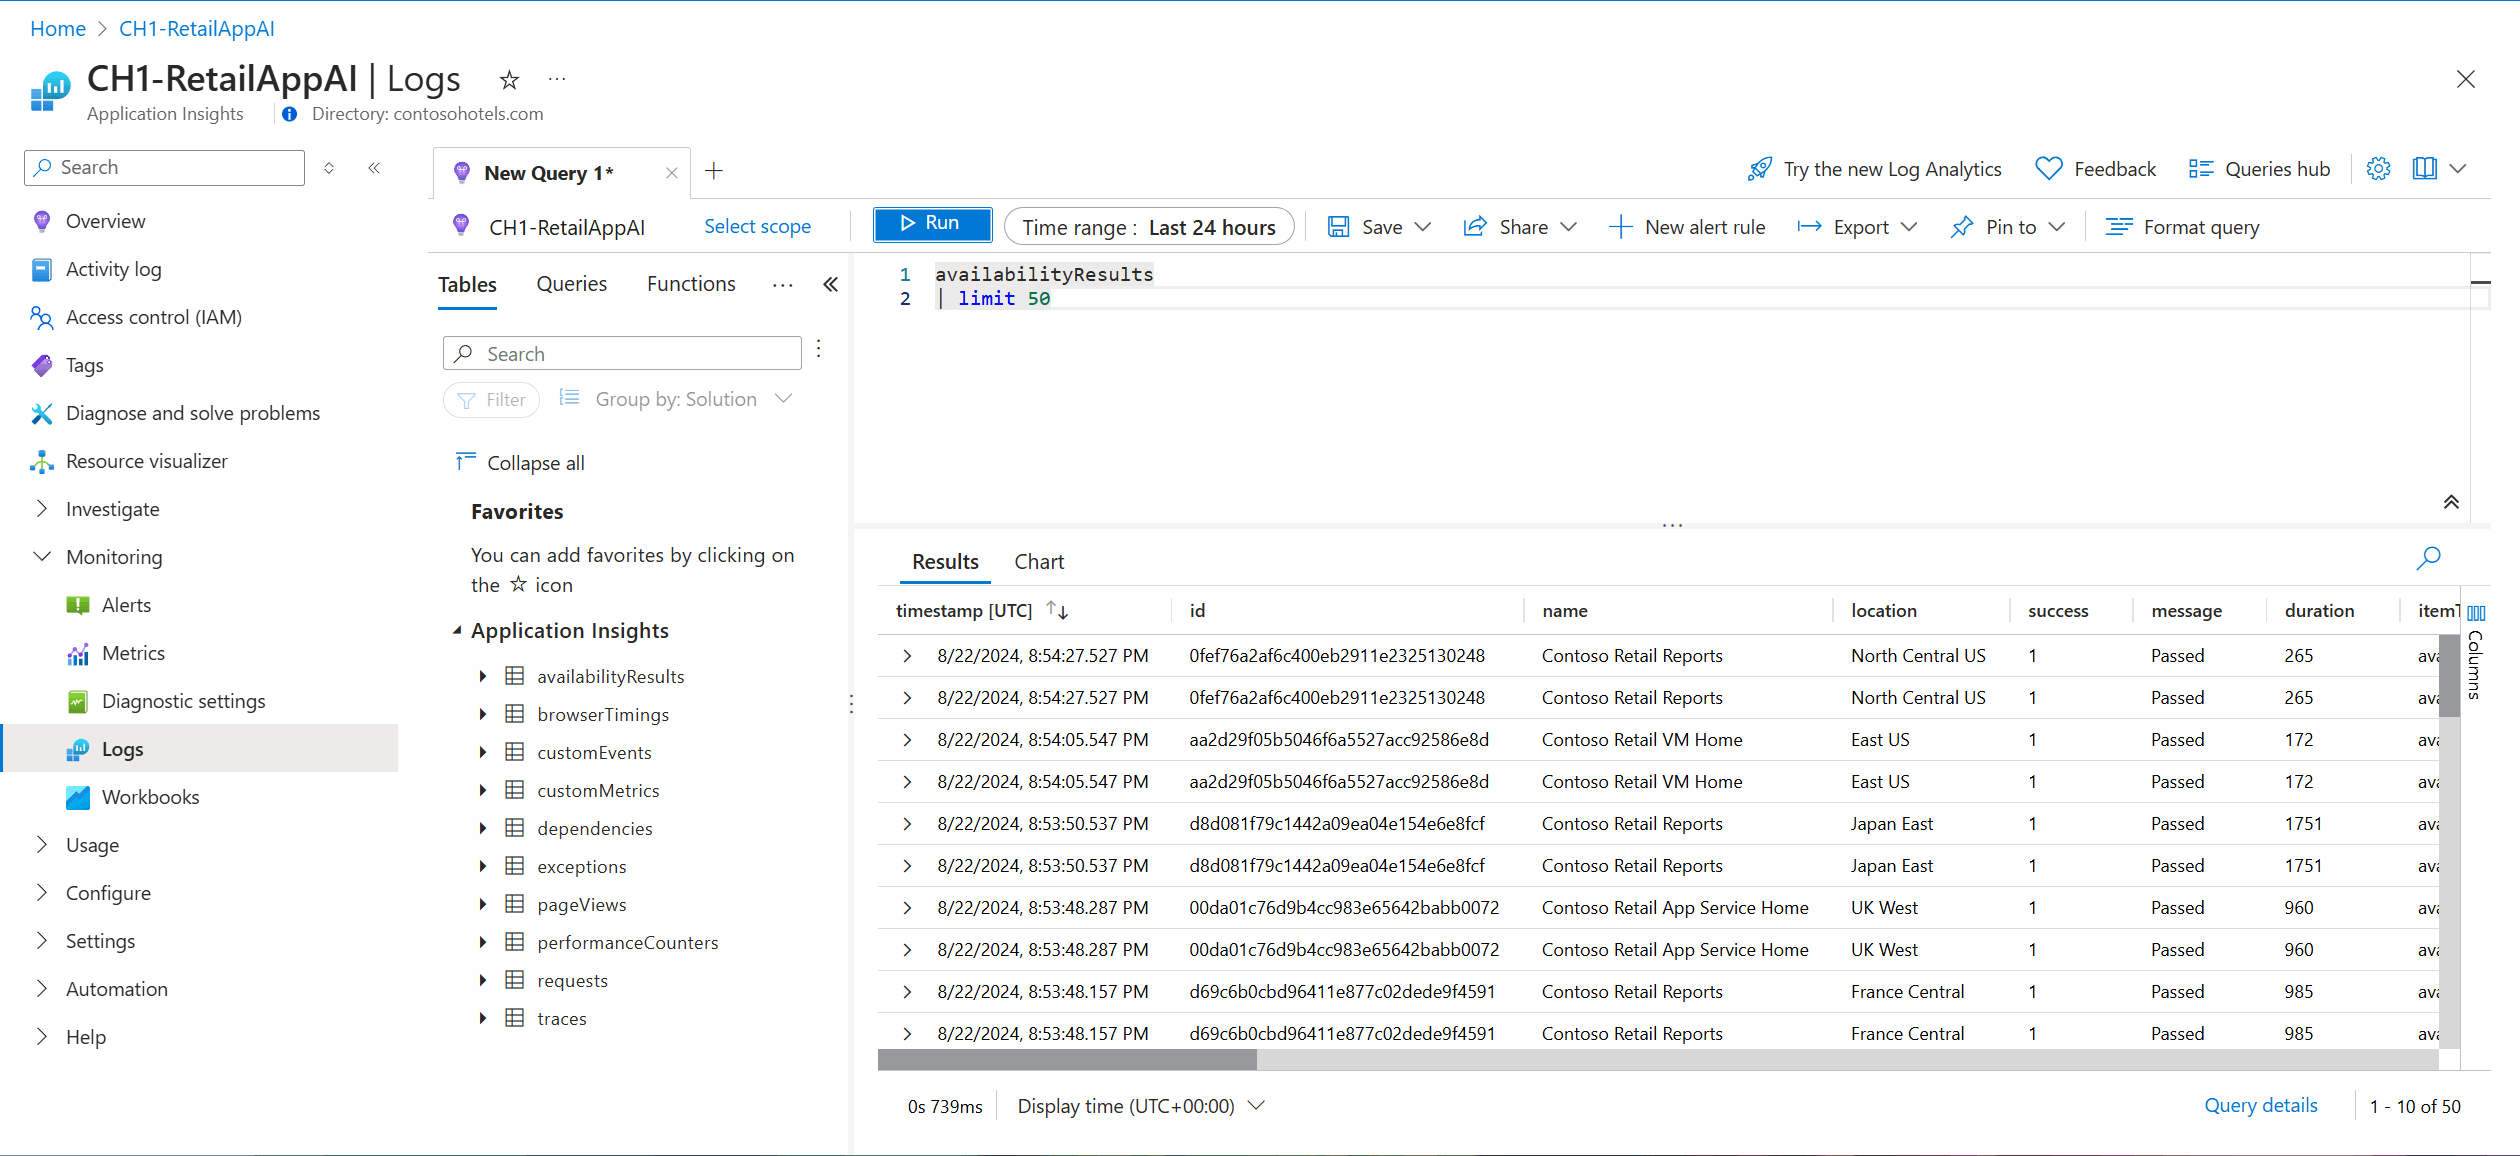 Home > CH1-RetailAppAI
CH1-RetailAppAI | Logs
Application Insights
Directory: contosohotels.com
Search
Overview
Activity log
Access control (IAM)
Tags
Diagnose and solve problems
Resource visualizer
Investigate
Monitoring
Alerts
Metrics
Diagnostic settings
Logs
Workbooks
Usage
Configure
Settings
Automation
Help
New Query 1*
Try the new Log Analytics
Feedback
Queries hub
CH1-RetailAppAI
Select scope
Run
Time range : Last 24 hours
Save
Share
New alert rule
Export
Pin to
Format query
Tables Queries Functions
Search
Filter
Group by: Solution
Collapse all
Favorites
You can add favorites by clicking on
the ☆ icon
Application Insights
availabilityResults
browserTimings
customEvents
customMetrics
dependencies
exceptions
pageViews
performanceCounters
requests
traces
1 availabilityResults
2 | limit 50
Results Chart
timestamp [UTC] id name location success message duration itemT
8/22/2024, 8:54:27.527 PM 0fef76a2af6c400eb2911e2325130248 Contoso Retail Reports North Central US 1 Passed 265 ava
8/22/2024, 8:54:27.527 PM 0fef76a2af6c400eb2911e2325130248 Contoso Retail Reports North Central US 1 Passed 265 ava
8/22/2024, 8:54:05.547 PM aa2d29f05b5046f6a5527acc92586e8d Contoso Retail VM Home East US 1 Passed 172 ava
8/22/2024, 8:54:05.547 PM aa2d29f05b5046f6a5527acc92586e8d Contoso Retail VM Home East US 1 Passed 172 ava
8/22/2024, 8:53:50.537 PM d8d081f79c1442a09ea04e154e6e8fcf Contoso Retail Reports Japan East 1 Passed 1751 ava
8/22/2024, 8:53:50.537 PM d8d081f79c1442a09ea04e154e6e8fcf Contoso Retail Reports Japan East 1 Passed 1751 ava
8/22/2024, 8:53:48.287 PM 00da01c76d9b4cc983e65642babb0072 Contoso Retail App Service Home UK West 1 Passed 960 ava
8/22/2024, 8:53:48.287 PM 00da01c76d9b4cc983e65642babb0072 Contoso Retail App Service Home UK West 1 Passed 960 ava
8/22/2024, 8:53:48.157 PM d69c6b0cbd96411e877c02dede9f4591 Contoso Retail Reports France Central 1 Passed 985 ava
8/22/2024, 8:53:48.157 PM d69c6b0cbd96411e877c02dede9f4591 Contoso Retail Reports France Central 1 Passed 985 ava
Columns
0s 739ms
Display time (UTC+00:00)
Query details
1 - 10 of 50